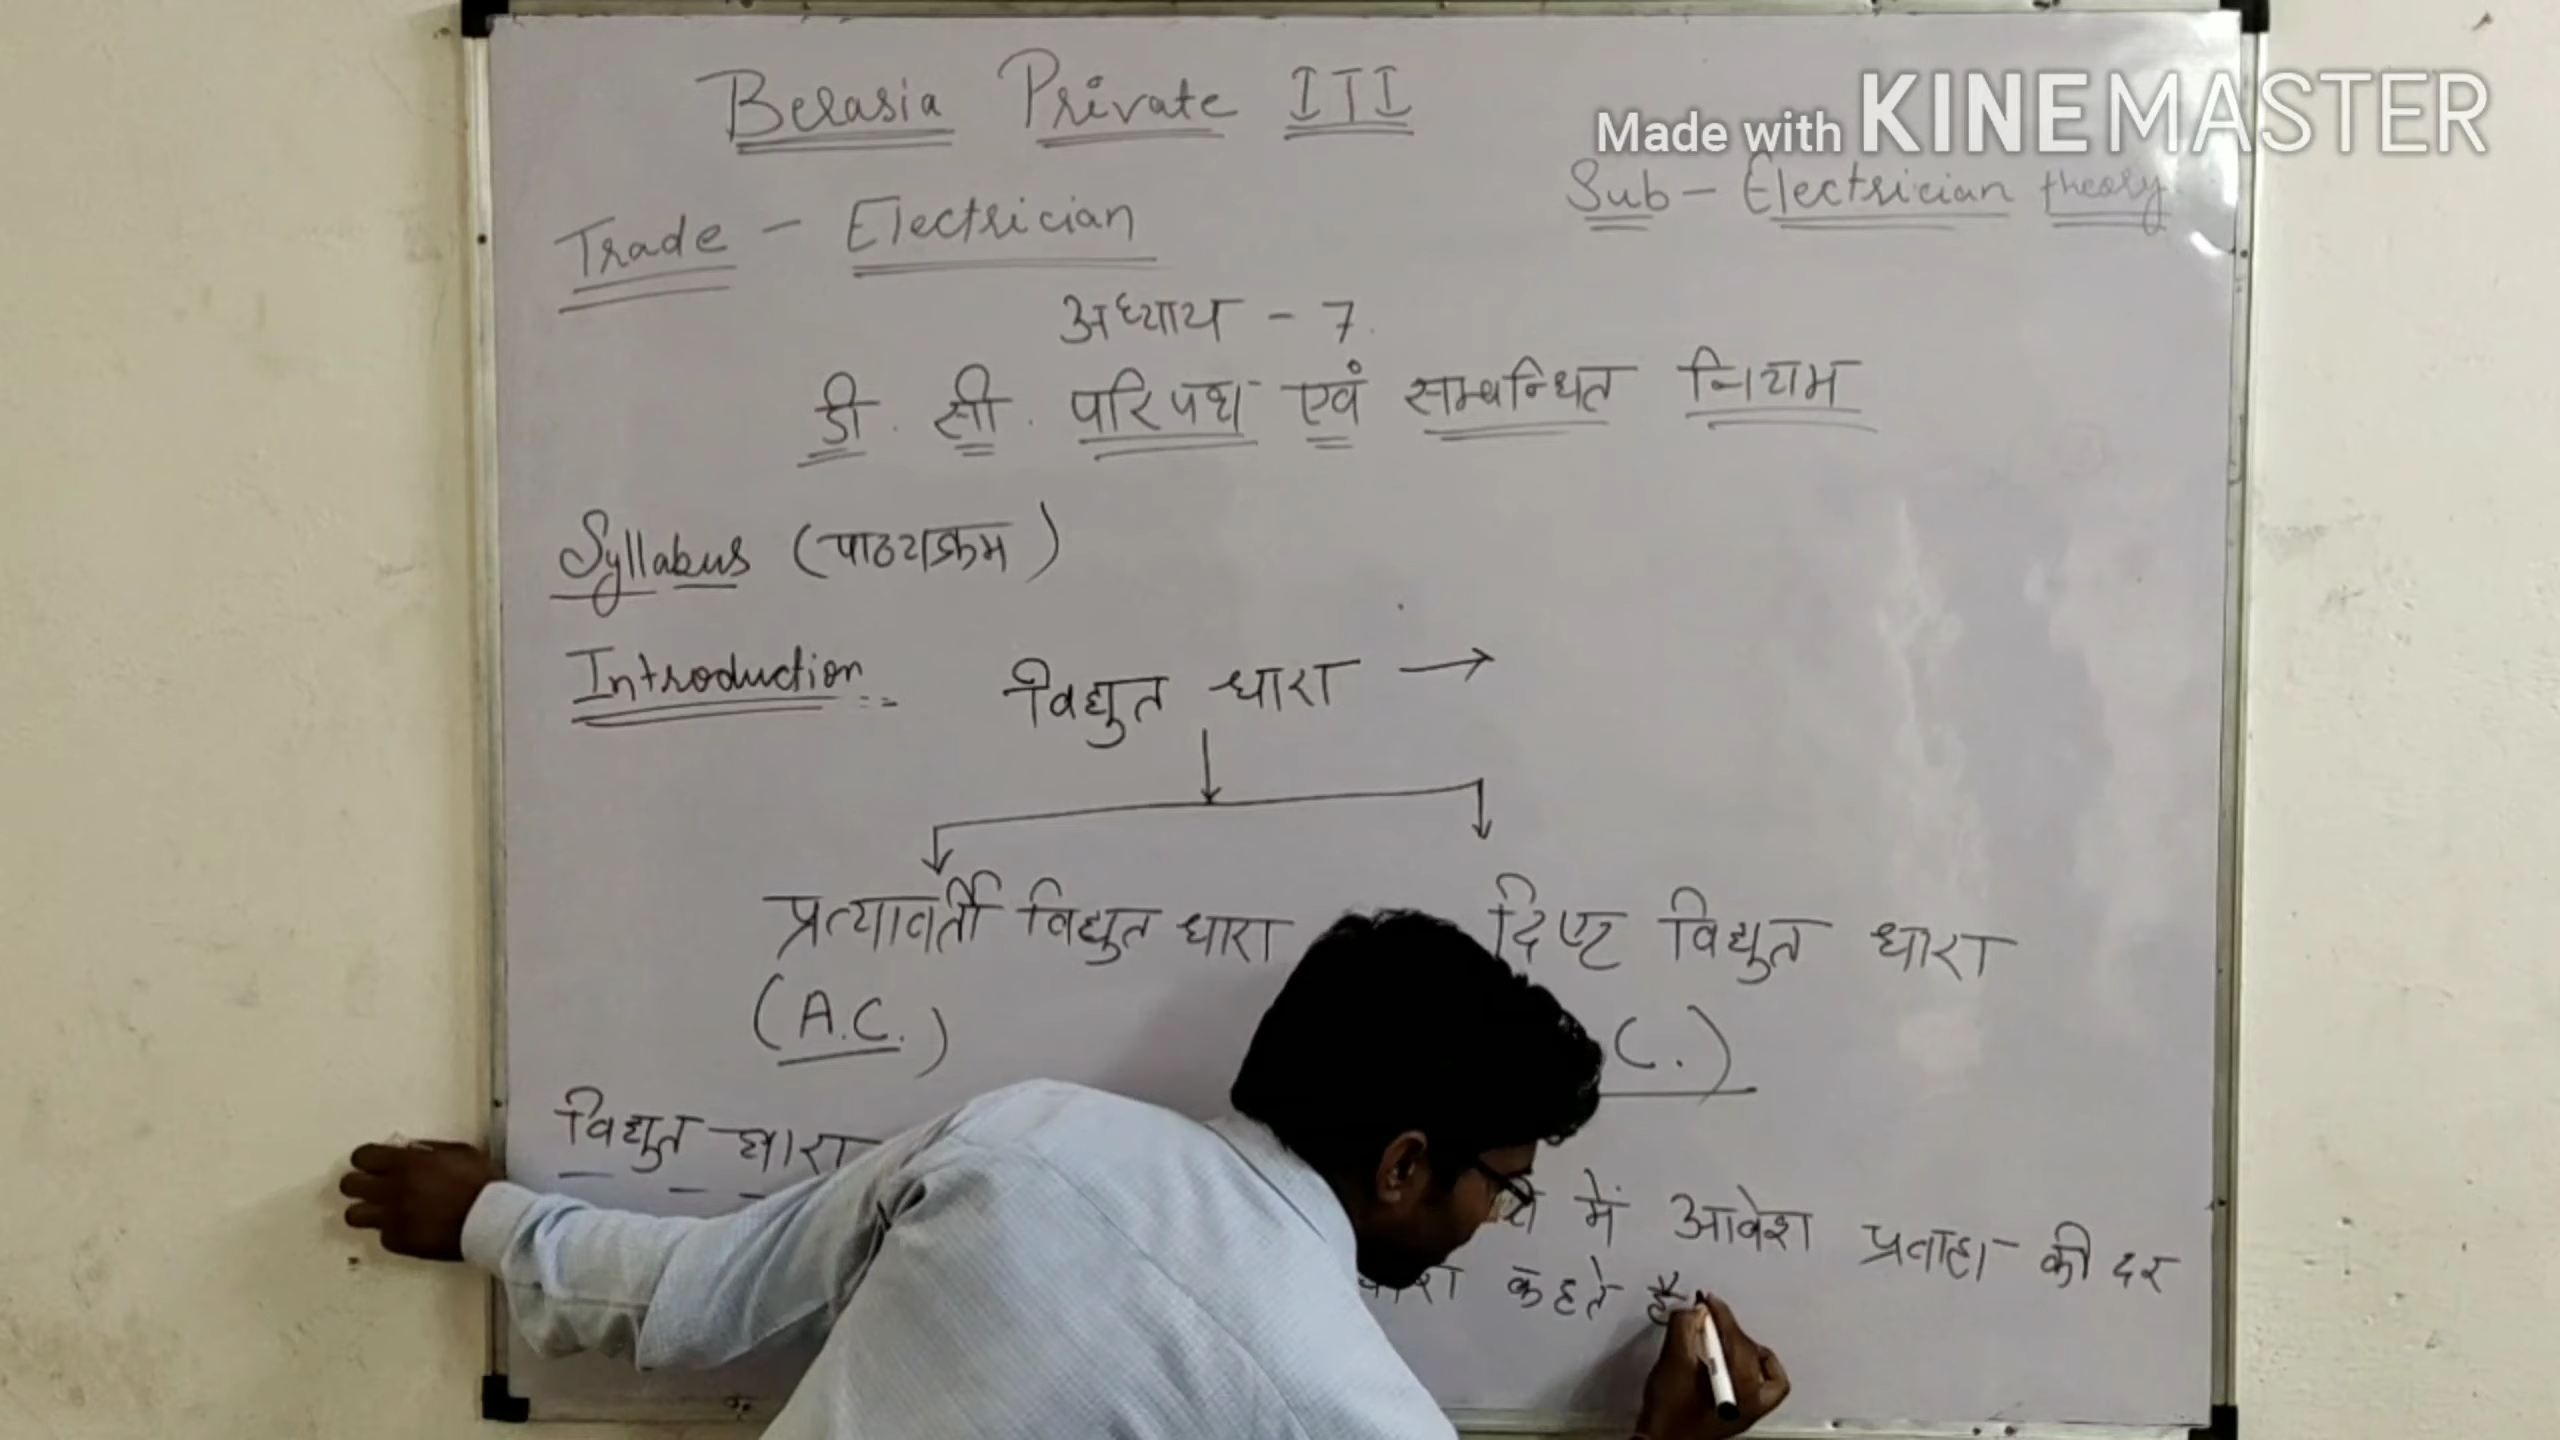 Berasia Private ITI
Made with KINEMASTER
Sub - Electrician theory
Trade - Electrician
अध्याय - 7.
डी. सी. परिपथ एवं सम्बन्धित नियम
Syllabus (पाठ्यक्रम)
Introduction :- विद्युत धारा →
प्रत्यावर्ती विद्युत धारा दिष्ट विद्युत धारा
(A.C.) C.)
विद्युत धारा
में आवेश प्रवाह की दर
कहते हैं